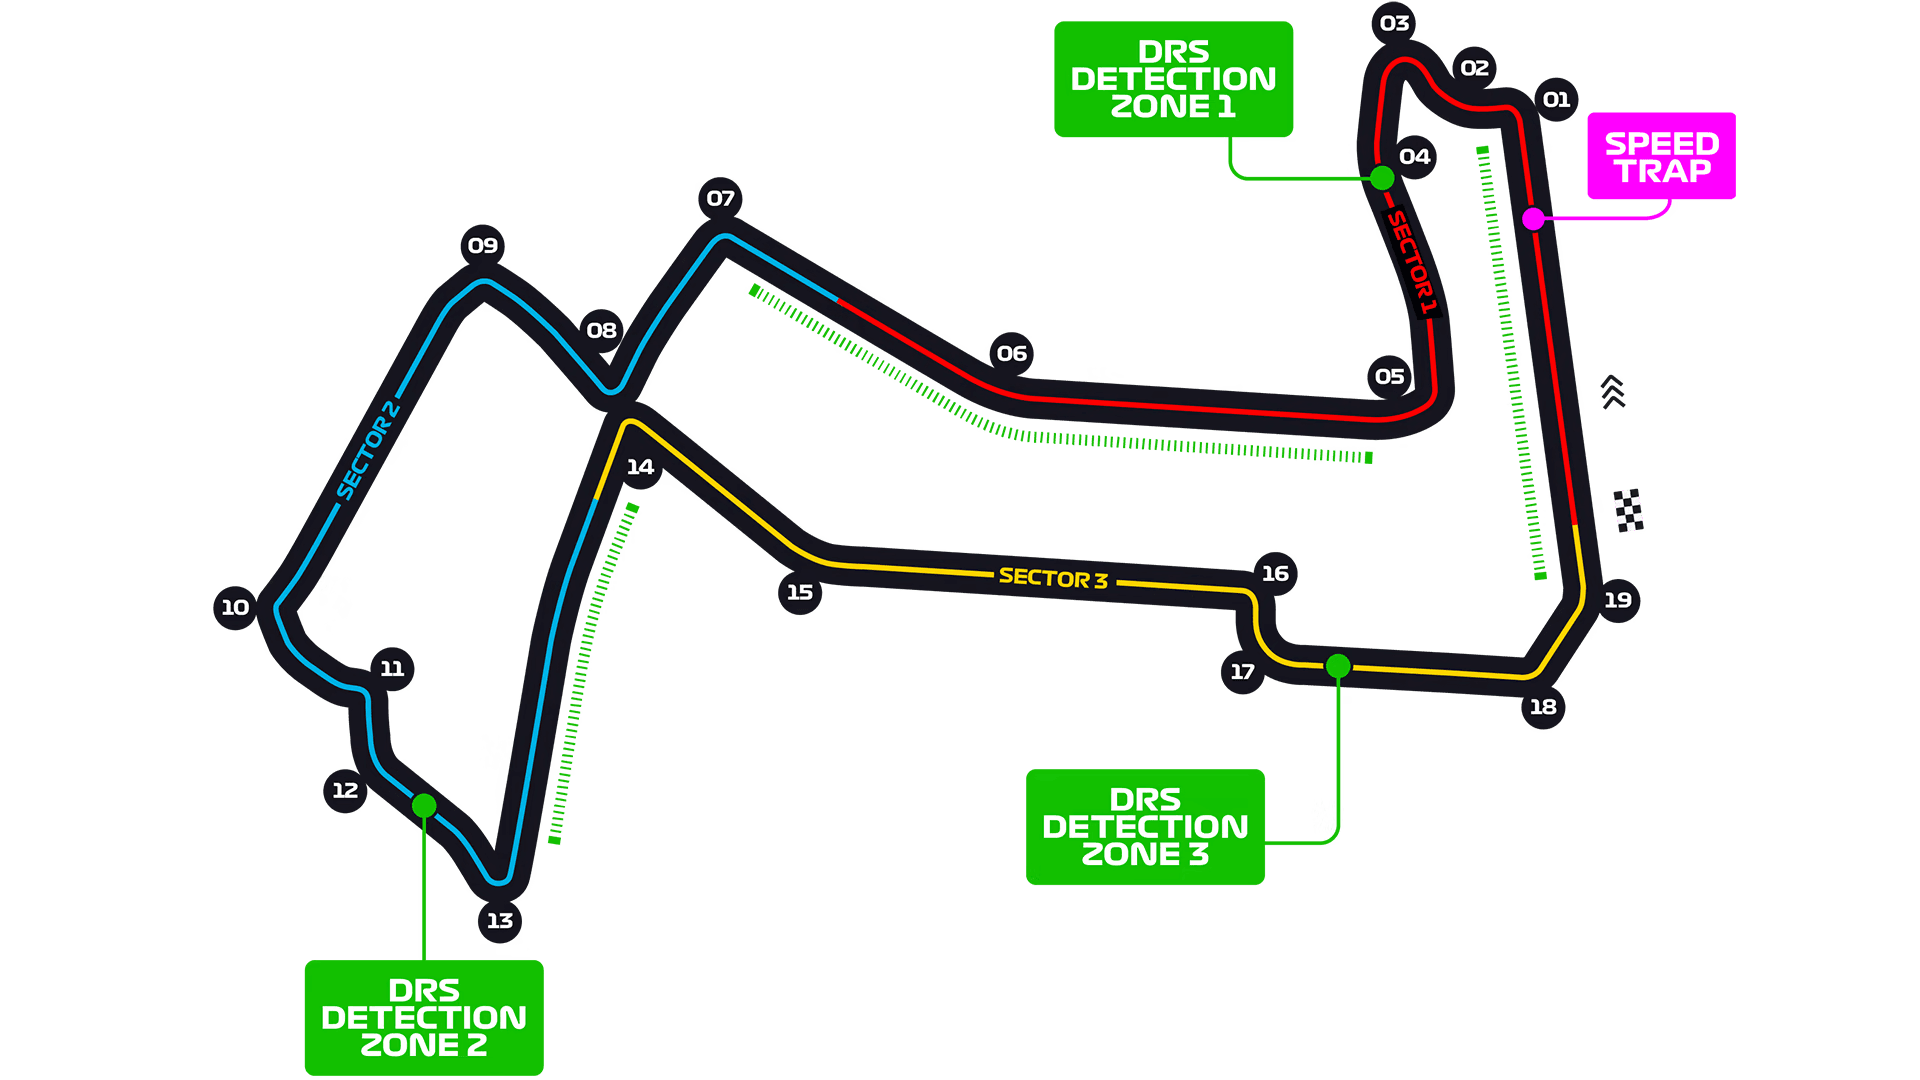 03
DRS
DETECTION
ZONE 1
02
01
SPEED
TRAP
04
07
SECTOR 1
09
08
06
05
SECTOR 2
14
16
SECTOR 3
15
19
10
11
17
18
12
DRS
DETECTION
ZONE 3
13
DRS
DETECTION
ZONE 2